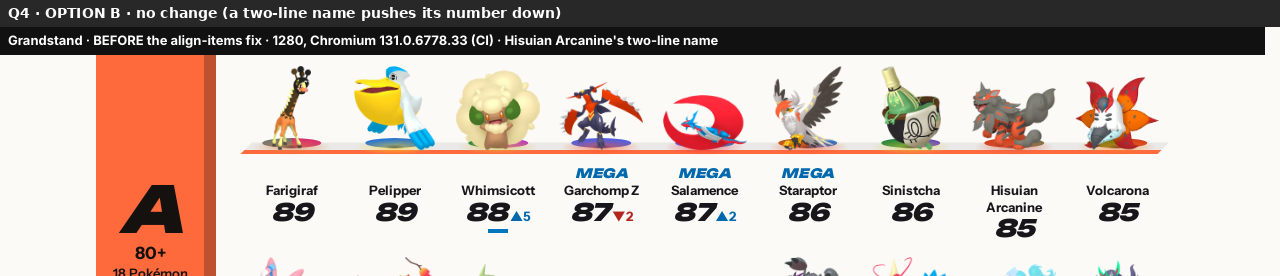 Q4 · OPTION B · no change (a two-line name pushes its number down)
Grandstand · BEFORE the align-items fix · 1280, Chromium 131.0.6778.33 (CI) · Hisuian Arcanine's two-line name
MEGA MEGA MEGA
Farigiraf Pelipper Whimsicott Garchomp Z Salamence Staraptor Sinistcha Hisuian Volcarona
Arcanine
89 89 88▲5 87▼2 87▲2 86 86 85 85
A
80+
18 Pokémon